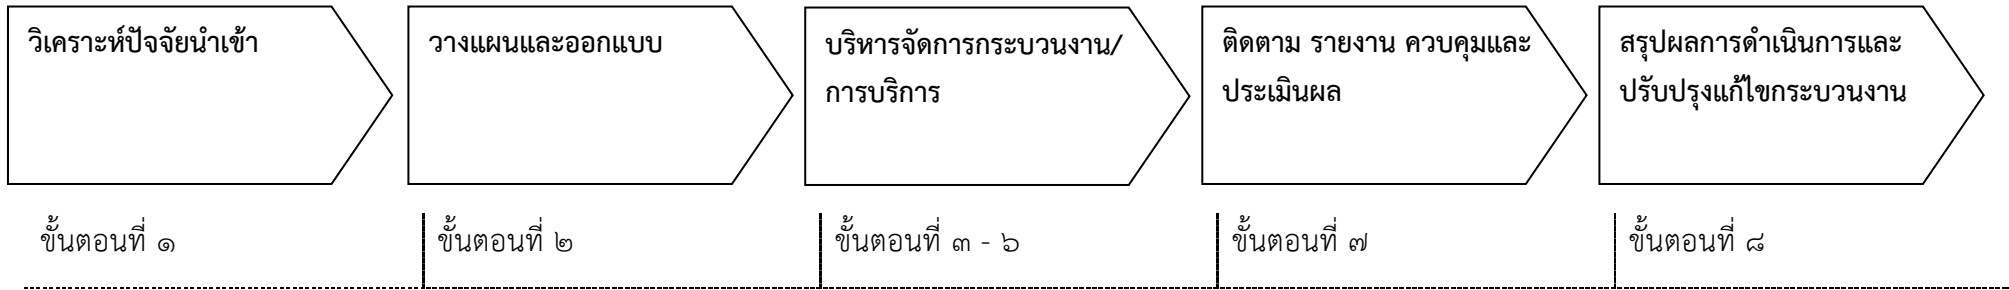 วิเคราะห์ปัจจัยนำเข้า
วางแผนและออกแบบ
บริหารจัดการกระบวนงาน/
การบริการ
ติดตาม รายงาน ควบคุมและ
ประเมินผล
สรุปผลการดำเนินการและ
ปรับปรุงแก้ไขกระบวนงาน
ขั้นตอนที่ ๑
ขั้นตอนที่ ๒
ขั้นตอนที่ ๓ - ๖
ขั้นตอนที่ ๗
ขั้นตอนที่ ๘